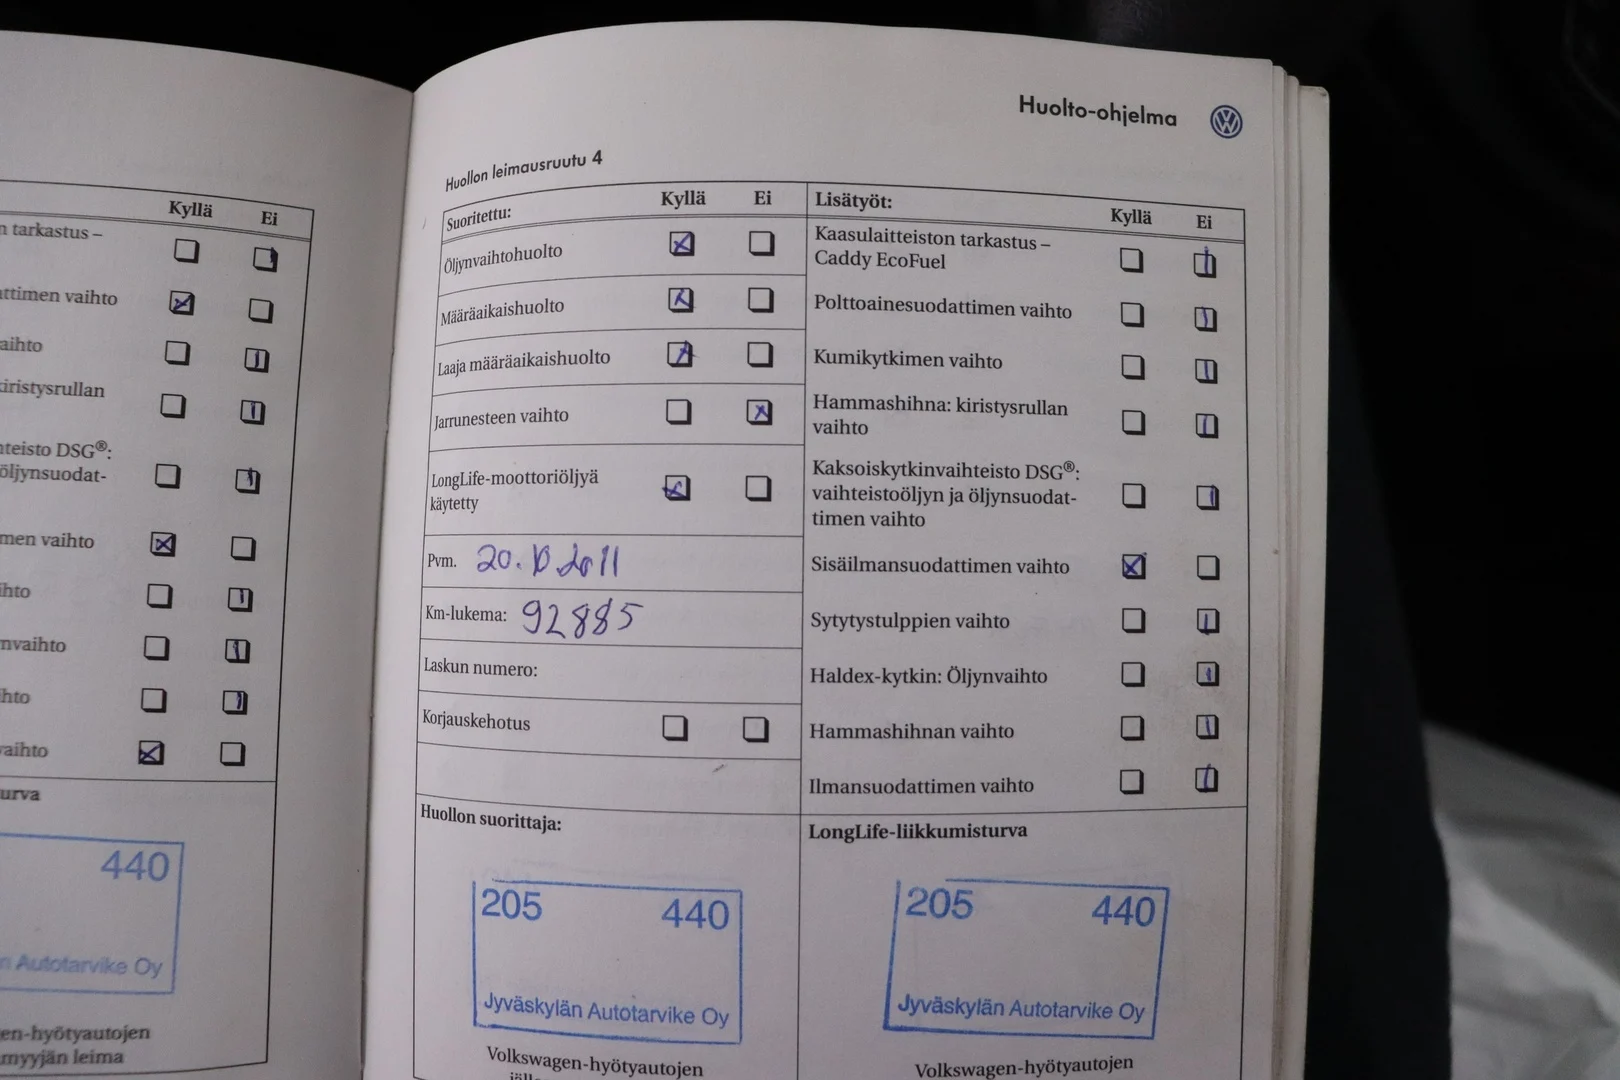 Kyllä Ei
n tarkastus –
ttimen vaihto
aihto
kiristysrullan
hteisto DSG®:
öljynsuodat-
men vaihto
ihto
nvaihto
hto
vaihto
urva
440
n Autotarvike Oy
en-hyötyautojen
myyjän leima
Huolto-ohjelma
Huollon leimausruutu 4
Suoritettu: Kyllä Ei
Öljynvaihtohuolto
Määräaikaishuolto
Laaja määräaikaishuolto
Jarrunesteen vaihto
LongLife-moottoriöljyä
käytetty
Pvm. 20. 2011
Km-lukema: 92885
Laskun numero:
Korjauskehotus
Huollon suorittaja:
205 440
Jyväskylän Autotarvike Oy
Volkswagen-hyötyautojen
Lisätyöt: Kyllä Ei
Kaasulaitteiston tarkastus –
Caddy EcoFuel
Polttoainesuodattimen vaihto
Kumikytkimen vaihto
Hammashihna: kiristysrullan
vaihto
Kaksoiskytkinvaihteisto DSG®:
vaihteistoöljyn ja öljynsuodat-
timen vaihto
Sisäilmansuodattimen vaihto
Sytytystulppien vaihto
Haldex-kytkin: Öljynvaihto
Hammashihnan vaihto
Ilmansuodattimen vaihto
LongLife-liikkumisturva
205 440
Jyväskylän Autotarvike Oy
Volkswagen-hyötyautojen